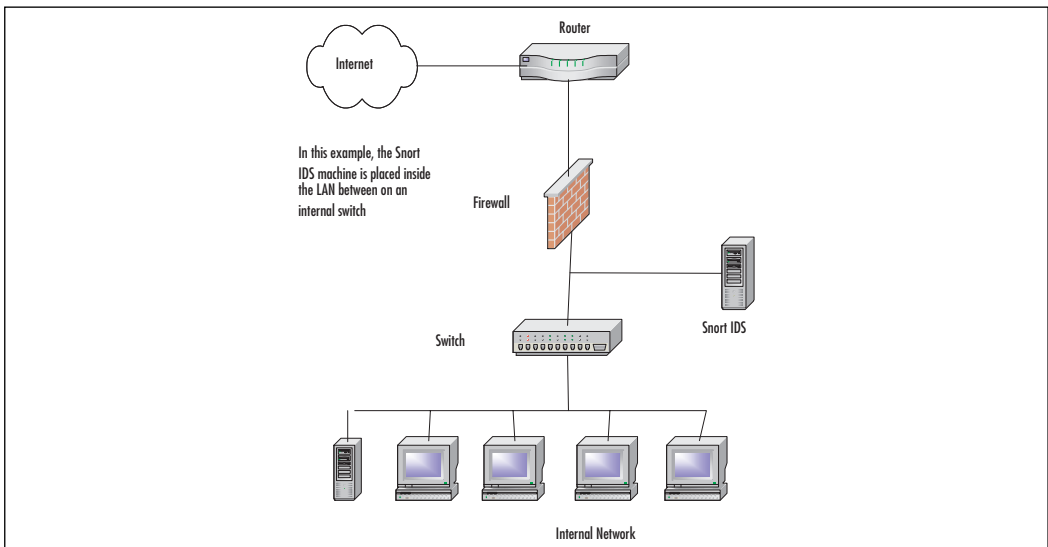 Router
Internet
In this example, the Snort
IDS machine is placed inside
the LAN between on an
internal switch
Firewall
Snort IDS
Switch
Internal Network